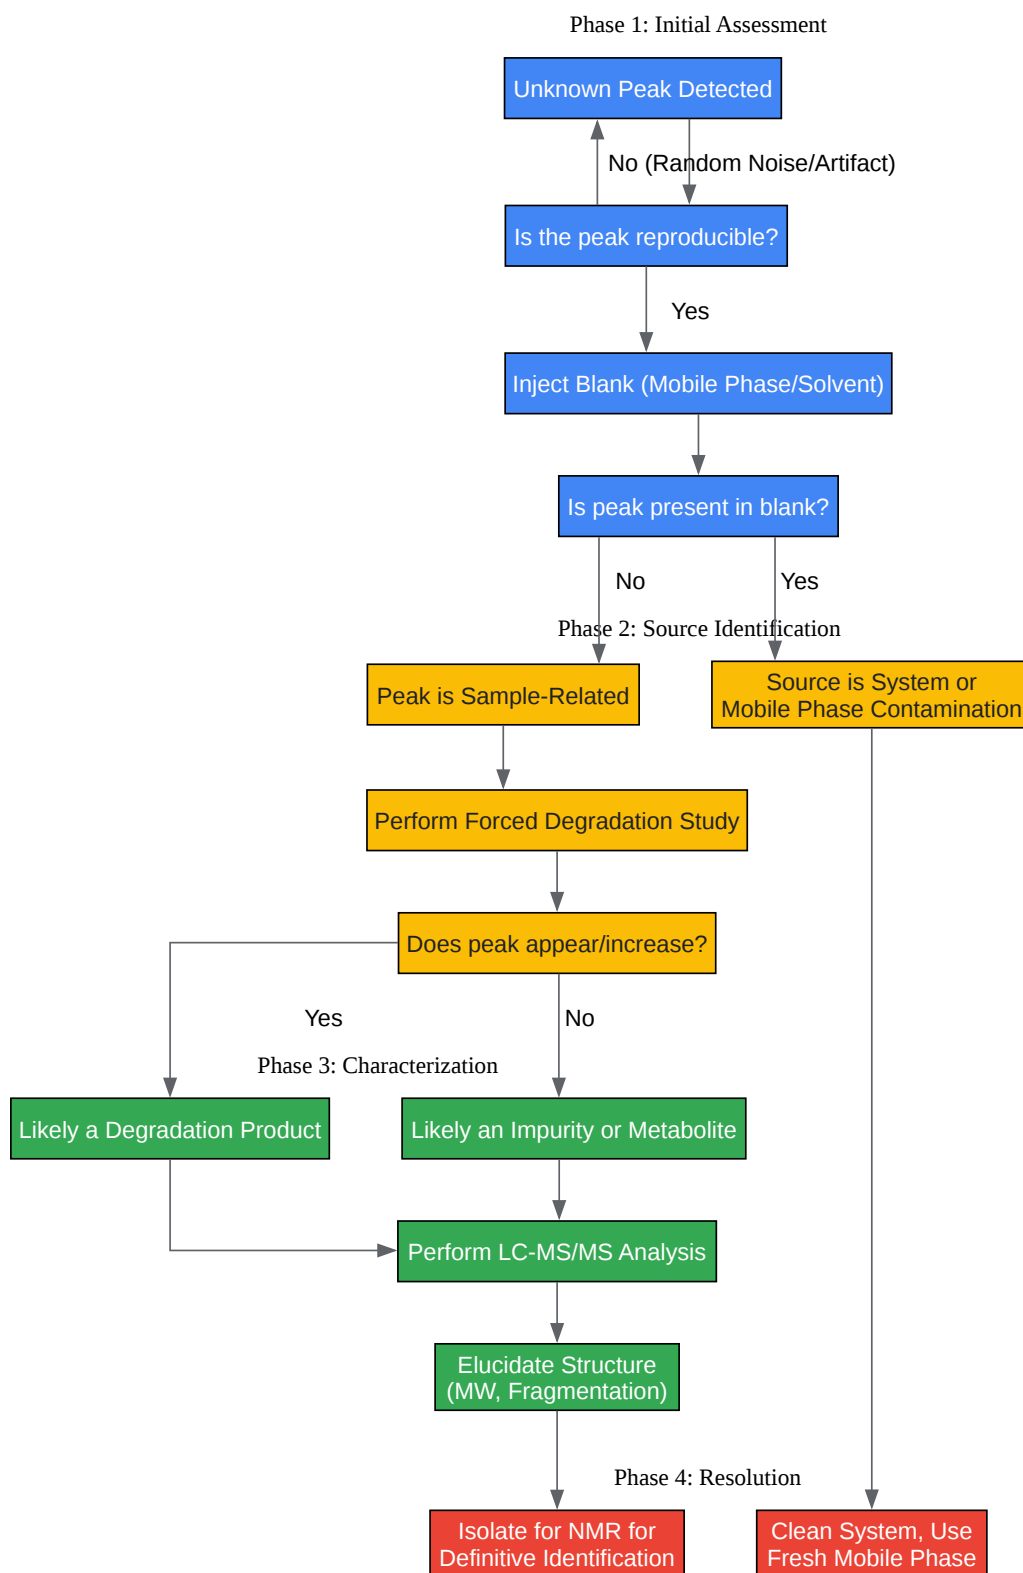 Phase 1: Initial Assessment
Unknown Peak Detected
No (Random Noise/Artifact)
Is the peak reproducible?
Yes
Inject Blank (Mobile Phase/Solvent)
Is peak present in blank?
No
Yes
Phase 2: Source Identification
Peak is Sample-Related
Source is System or
Mobile Phase Contamination
Perform Forced Degradation Study
Does peak appear/increase?
Yes
No
Phase 3: Characterization
Likely a Degradation Product
Likely an Impurity or Metabolite
Perform LC-MS/MS Analysis
Elucidate Structure
(MW, Fragmentation)
Phase 4: Resolution
Isolate for NMR for
Definitive Identification
Clean System, Use
Fresh Mobile Phase